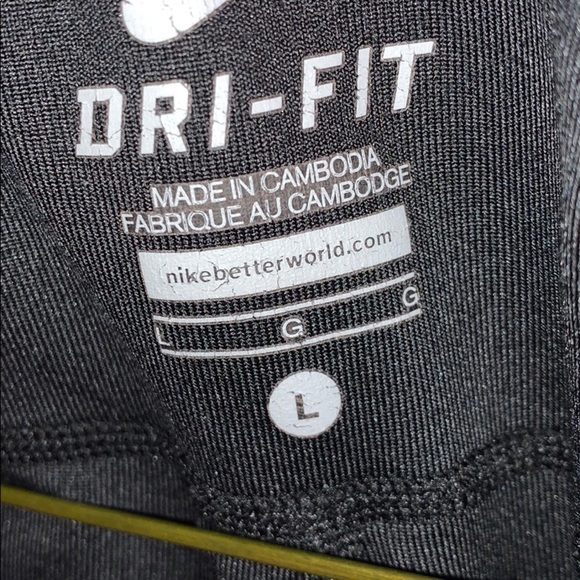 DRI-FIT
MADE IN CAMBODIA
FABRIQUE AU CAMBODGE
nikebetterworld.com
L G G
L